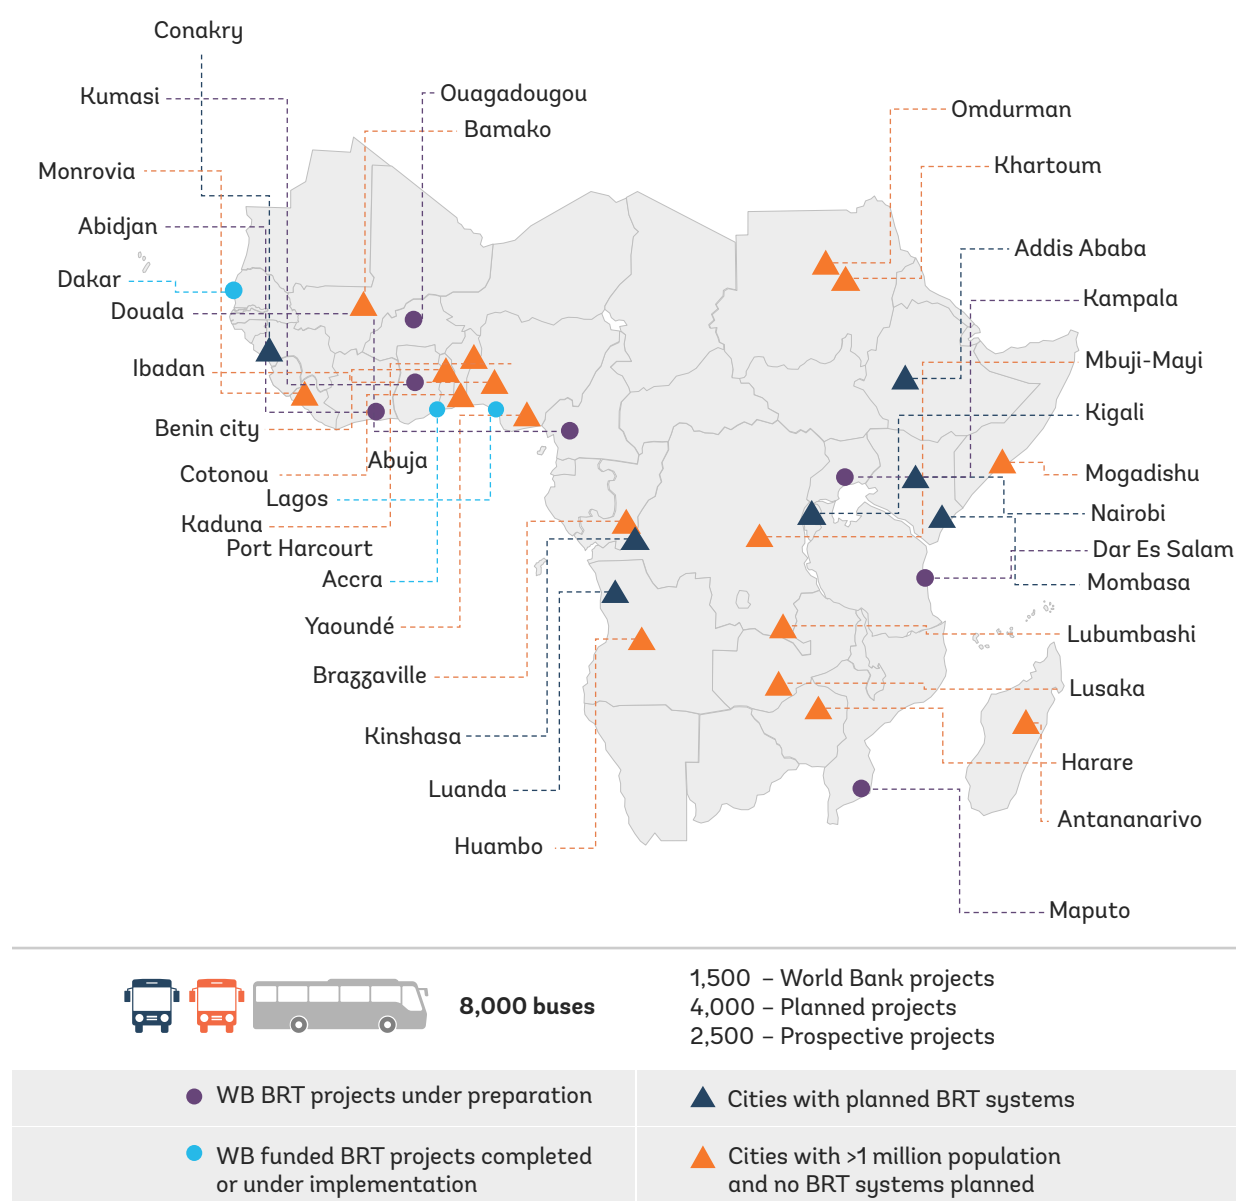 Conakry
Kumasi
Ouagadougou
Bamako
Omdurman
Monrovia
Khartoum
Abidjan
Addis Ababa
Dakar
Kampala
Douala
Ibadan
Mbuji-Mayi
Kigali
Benin city
Abuja
Cotonou
Mogadishu
Lagos
Nairobi
Kaduna
Port Harcourt
Dar Es Salam
Accra
Mombasa
Yaoundé
Lubumbashi
Brazzaville
Lusaka
Kinshasa
Harare
Luanda
Antananarivo
Huambo
Maputo
8,000 buses
1,500 – World Bank projects
4,000 – Planned projects
2,500 – Prospective projects
WB BRT projects under preparation
Cities with planned BRT systems
WB funded BRT projects completed
or under implementation
Cities with >1 million population
and no BRT systems planned